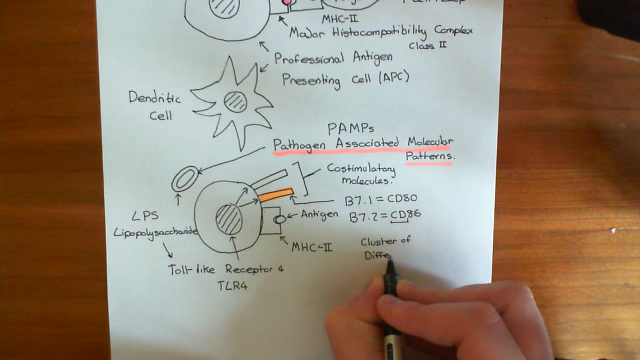 MHC-II
Major Histocompatibility Complex
Class II
Professional Antigen
Presenting Cell (APC)
Dendritic
Cell
PAMPs
Pathogen Associated Molecular
Patterns.
Costimulatory
molecules.
B7.1 = CD80
B7.2 = CD86
Antigen
MHC-II
LPS
Lipopolysaccharide
Toll-like Receptor 4
TLR4
Cluster of
Diffe